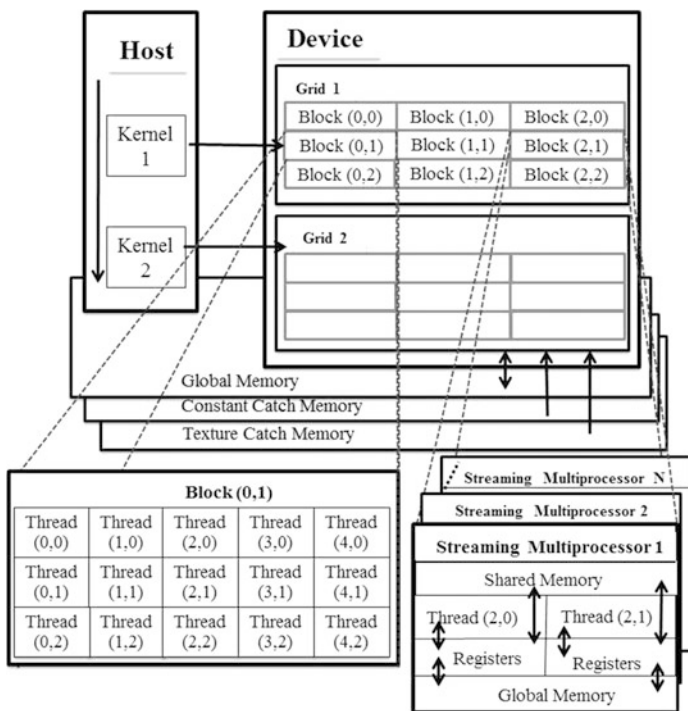 Host
Device
Grid 1
Block (0,0) Block (1,0) Block (2,0)
Kernel
1
Block (0,1) Block (1,1) Block (2,1)
Block (0,2) Block (1,2) Block (2,2)
Kernel
2
Grid 2
Global Memory
Constant Catch Memory
Texture Catch Memory
Block (0,1)
Thread (0,0) Thread (1,0) Thread (2,0) Thread (3,0) Thread (4,0)
Thread (0,1) Thread (1,1) Thread (2,1) Thread (3,1) Thread (4,1)
Thread (0,2) Thread (1,2) Thread (2,2) Thread (3,2) Thread (4,2)
Streaming Multiprocessor N
Streaming Multiprocessor 2
Streaming Multiprocessor 1
Shared Memory
Thread (2,0) Thread (2,1)
Registers Registers
Global Memory